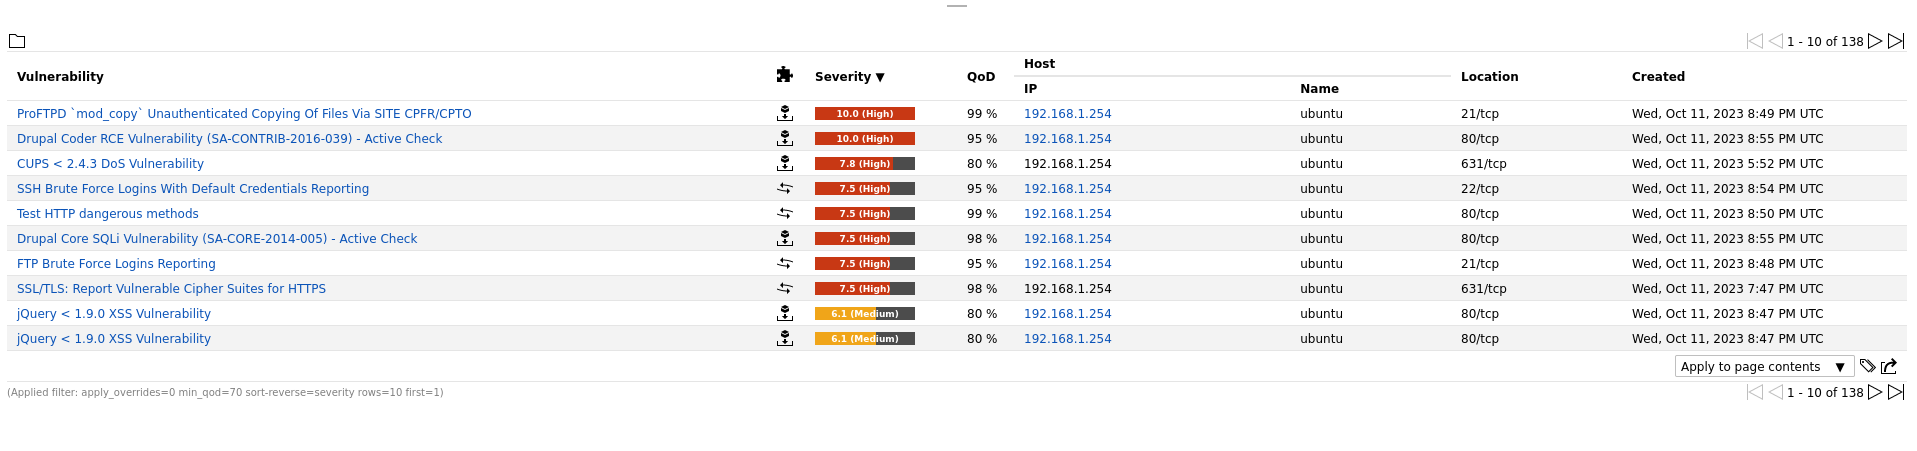 1 - 10 of 138
Vulnerability Severity ▼ QoD Host Location Created
IP Name
ProFTPD `mod_copy` Unauthenticated Copying Of Files Via SITE CPFR/CPTO 10.0 (High) 99 % 192.168.1.254 ubuntu 21/tcp Wed, Oct 11, 2023 8:49 PM UTC
Drupal Coder RCE Vulnerability (SA-CONTRIB-2016-039) - Active Check 10.0 (High) 95 % 192.168.1.254 ubuntu 80/tcp Wed, Oct 11, 2023 8:55 PM UTC
CUPS < 2.4.3 DoS Vulnerability 7.8 (High) 80 % 192.168.1.254 ubuntu 631/tcp Wed, Oct 11, 2023 5:52 PM UTC
SSH Brute Force Logins With Default Credentials Reporting 7.5 (High) 95 % 192.168.1.254 ubuntu 22/tcp Wed, Oct 11, 2023 8:54 PM UTC
Test HTTP dangerous methods 7.5 (High) 99 % 192.168.1.254 ubuntu 80/tcp Wed, Oct 11, 2023 8:50 PM UTC
Drupal Core SQLi Vulnerability (SA-CORE-2014-005) - Active Check 7.5 (High) 98 % 192.168.1.254 ubuntu 80/tcp Wed, Oct 11, 2023 8:55 PM UTC
FTP Brute Force Logins Reporting 7.5 (High) 95 % 192.168.1.254 ubuntu 21/tcp Wed, Oct 11, 2023 8:48 PM UTC
SSL/TLS: Report Vulnerable Cipher Suites for HTTPS 7.5 (High) 98 % 192.168.1.254 ubuntu 631/tcp Wed, Oct 11, 2023 7:47 PM UTC
jQuery < 1.9.0 XSS Vulnerability 6.1 (Medium) 80 % 192.168.1.254 ubuntu 80/tcp Wed, Oct 11, 2023 8:47 PM UTC
jQuery < 1.9.0 XSS Vulnerability 6.1 (Medium) 80 % 192.168.1.254 ubuntu 80/tcp Wed, Oct 11, 2023 8:47 PM UTC
Apply to page contents ▼
(Applied filter: apply_overrides=0 min_qod=70 sort-reverse=severity rows=10 first=1) 1 - 10 of 138